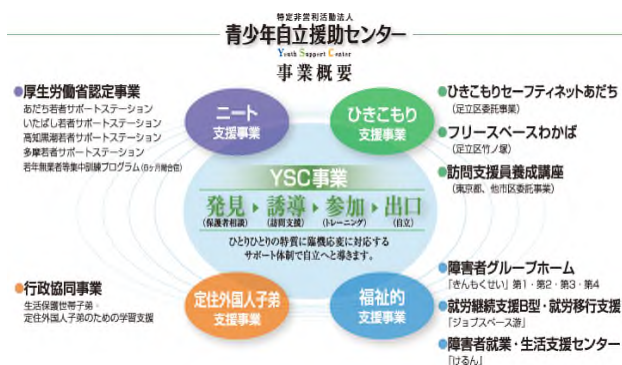 特定非営利活動法人
青少年自立援助センター
Youth Support Center
事業概要
●厚生労働省認定事業
あだち若者サポートステーション
いたばし若者サポートステーション
高知黒潮若者サポートステーション
多摩若者サポートステーション
若年無業者等集中訓練プログラム(6ヶ月間合宿)
ニート
支援事業
ひきこもり
支援事業
●ひきこもりセーフティネットあだち
(足立区委託事業)
●フリースペースわかば
(足立区竹ノ塚)
●訪問支援員養成講座
(東京都、他市区委託事業)
YSC事業
発見▶誘導▶参加▶出口
(保護者相談) (訪問支援) (トレーニング) (自立)
ひとりひとりの特質に臨機応変に対応する
サポート体制で自立へと導きます。
●行政協同事業
生活保護世帯子弟・
定住外国人子弟のための学習支援
定住外国人子弟
支援事業
福祉的
支援事業
●障害者グループホーム
「きんもくせい」第1・第2・第3・第4
●就労継続支援B型・就労移行支援
「ジョブスペース游」
●障害者就業・生活支援センター
「けるん」